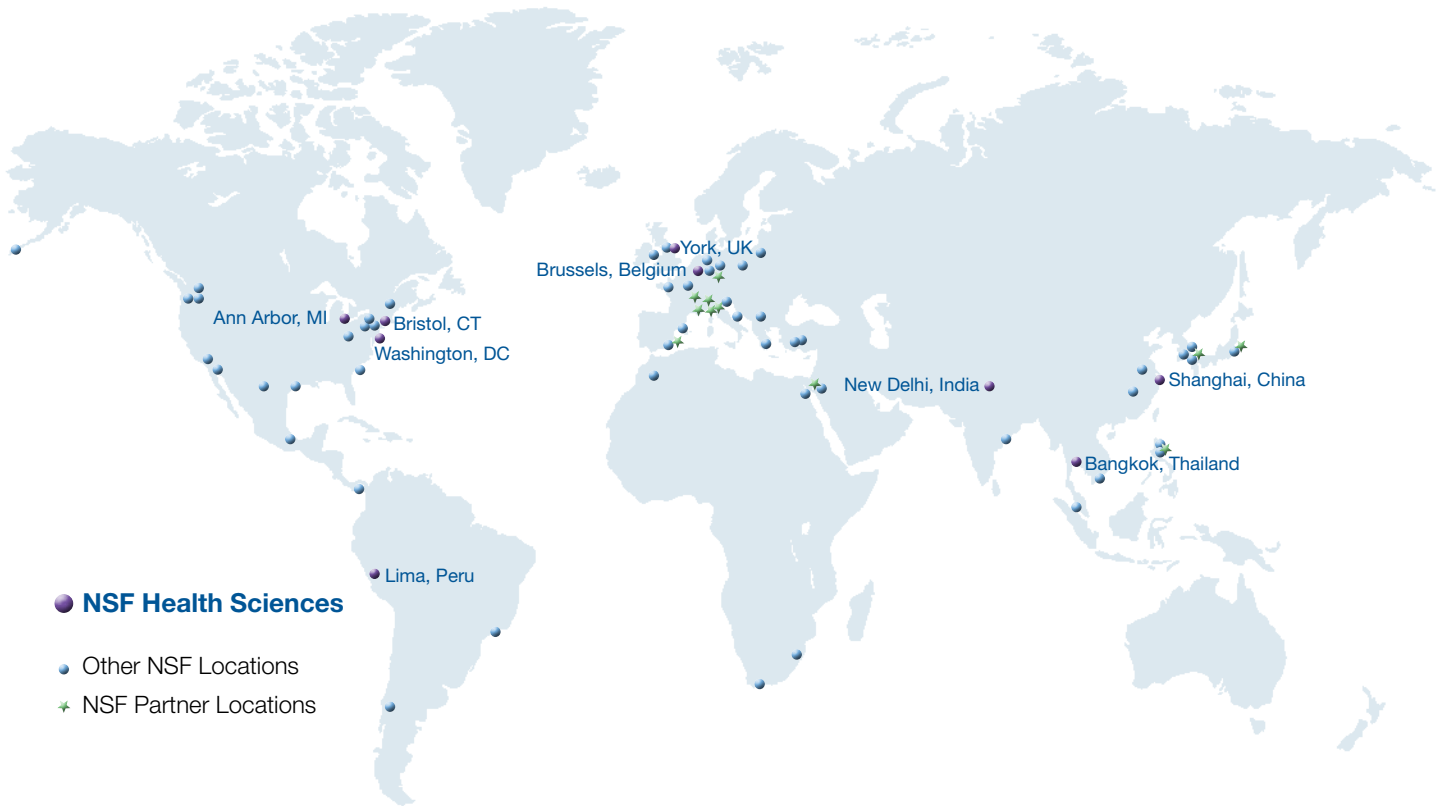 York, UK
Brussels, Belgium
Ann Arbor, MI
Bristol, CT
Washington, DC
New Delhi, India
Shanghai, China
Bangkok, Thailand
Lima, Peru
NSF Health Sciences
Other NSF Locations
NSF Partner Locations